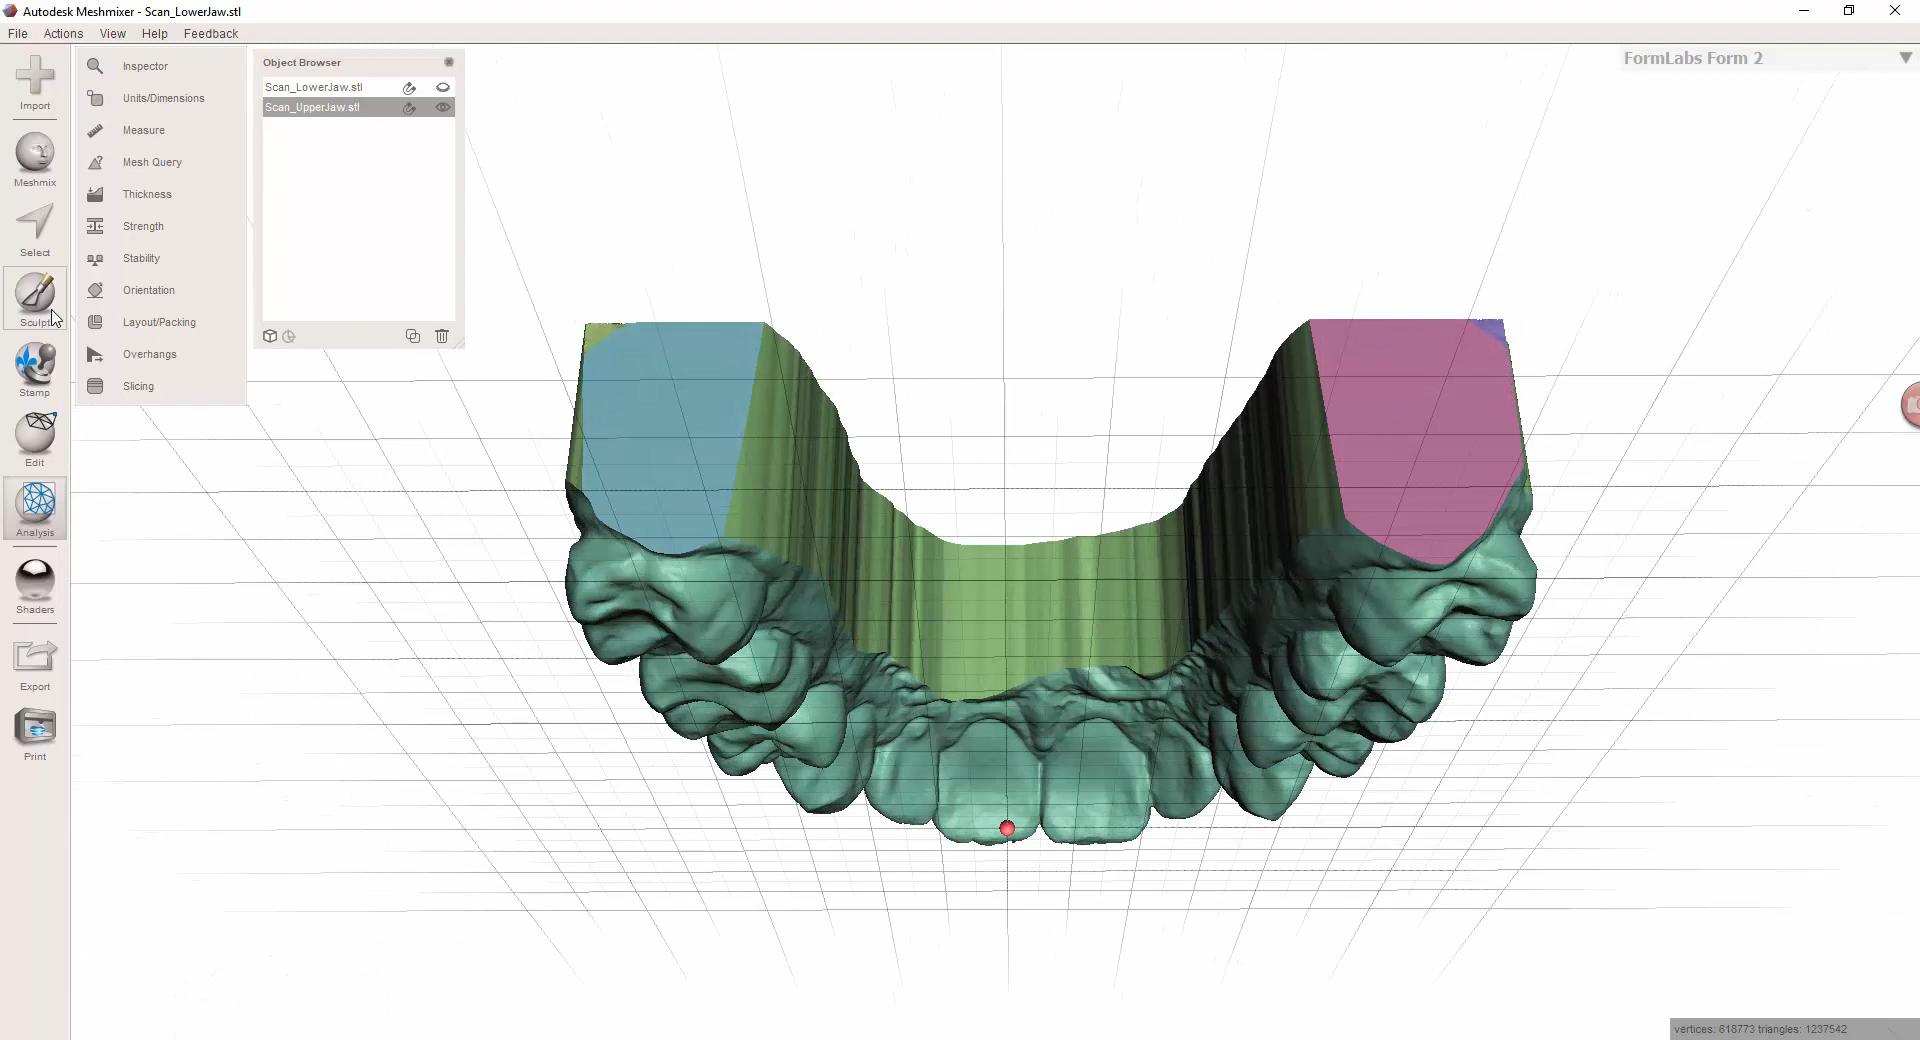 Autodesk Meshmixer - Scan_LowerJaw.stl
File Actions View Help Feedback
Import
Meshmix
Select
Sculpt
Stamp
Edit
Analysis
Shaders
Export
Print
Inspector
Units/Dimensions
Measure
Mesh Query
Thickness
Strength
Stability
Orientation
Layout/Packing
Overhangs
Slicing
Object Browser
Scan_LowerJaw.stl
Scan_UpperJaw.stl
FormLabs Form 2
vertices: 618773 triangles: 1237542